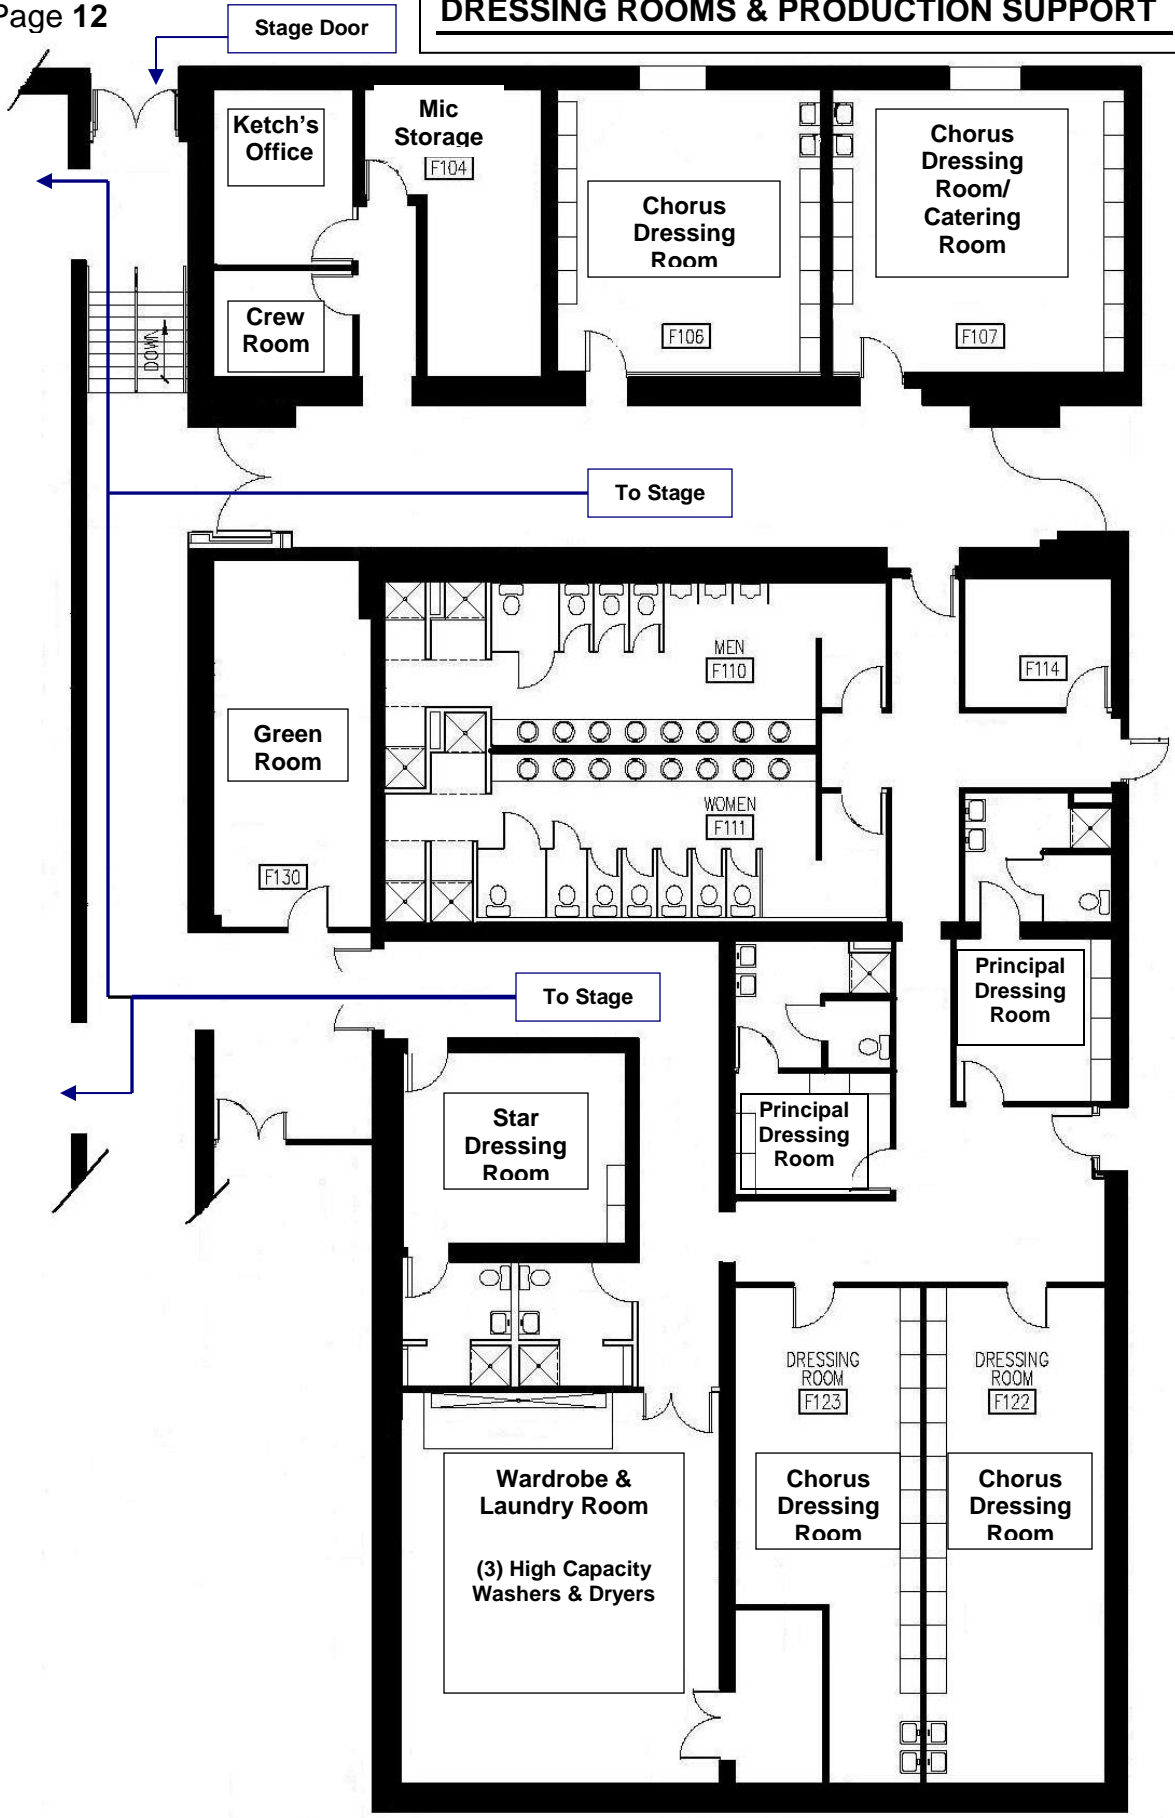 Page 12
DRESSING ROOMS & PRODUCTION SUPPORT
Stage Door
Ketch's
Office
Mic
Storage
F104
Chorus
Dressing
Room
F106
Chorus
Dressing
Room/
Catering
Room
F107
Crew
Room
DOWN
To Stage
MEN
F110
F114
Green
Room
WOMEN
F111
F130
Principal
Dressing
Room
To Stage
Star
Dressing
Room
Principal
Dressing
Room
DRESSING
ROOM
F123
DRESSING
ROOM
F122
Wardrobe &
Laundry Room
(3) High Capacity
Washers & Dryers
Chorus
Dressing
Room
Chorus
Dressing
Room